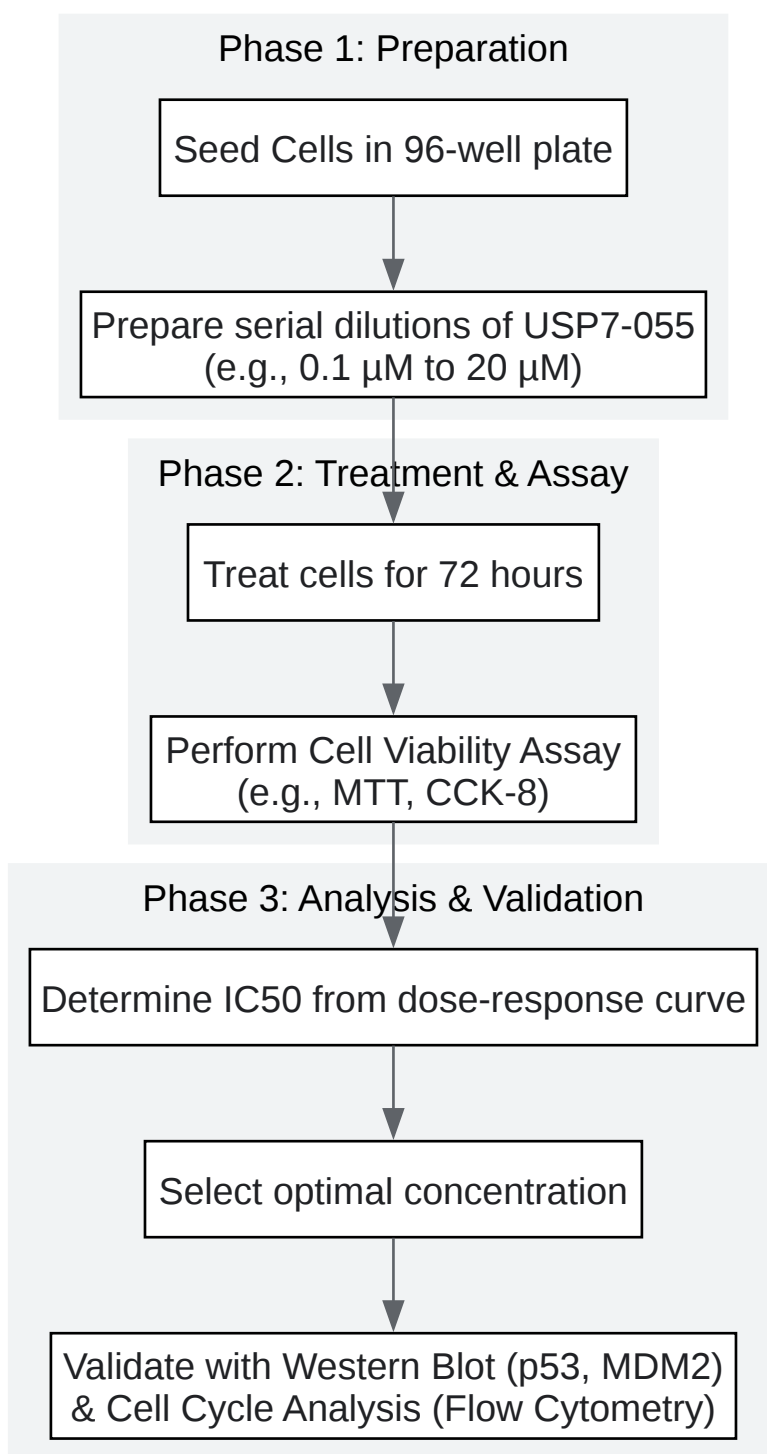 Phase 1: Preparation
Seed Cells in 96-well plate
Prepare serial dilutions of USP7-055
(e.g., 0.1 µM to 20 µM)
Phase 2: Treatment & Assay
Treat cells for 72 hours
Perform Cell Viability Assay
(e.g., MTT, CCK-8)
Phase 3: Analysis & Validation
Determine IC50 from dose-response curve
Select optimal concentration
Validate with Western Blot (p53, MDM2)
& Cell Cycle Analysis (Flow Cytometry)